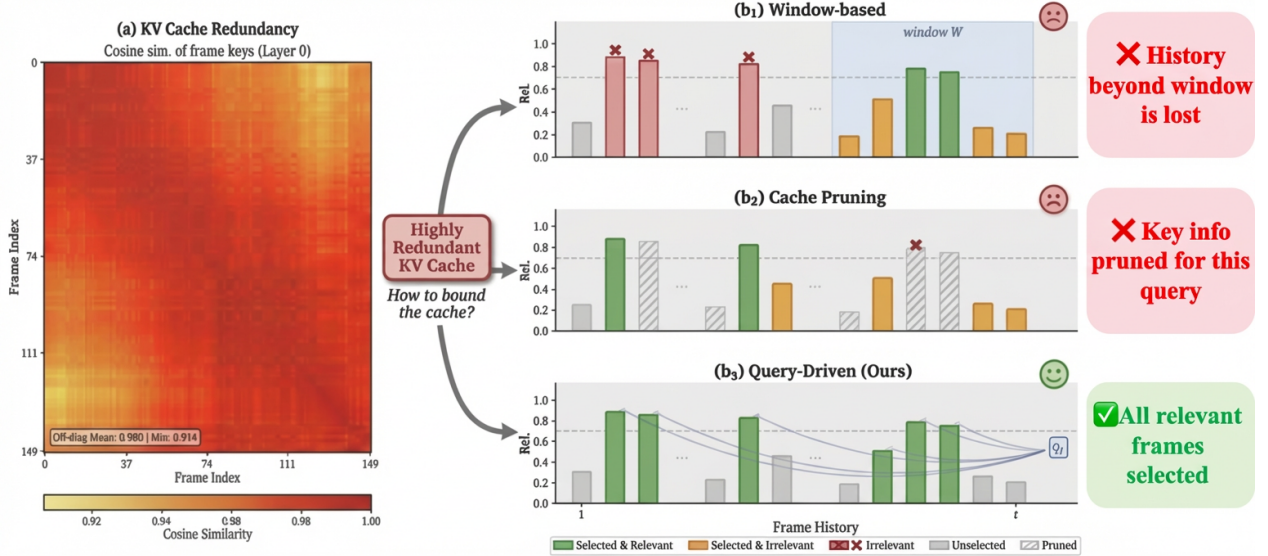 (a) KV Cache Redundancy
Cosine sim. of frame keys (Layer 0)
Frame Index
0
37
74
111
149
Off-diag Mean: 0.980 | Min: 0.914
0 37 74 111 149
Frame Index
0.92 0.94 0.98 0.98 1.00
Cosine Similarity
Highly
Redundant
KV Cache
How to bound
the cache?
(b₁) Window-based
window W
Rel.
1.0
0.8
0.6
0.4
0.2
0.0
... ...
❌ History
beyond window
is lost
(b₂) Cache Pruning
Rel.
1.0
0.8
0.6
0.4
0.2
0.0
... ...
❌ Key info
pruned for this
query
(b₃) Query-Driven (Ours)
Rel.
1.0
0.8
0.6
0.4
0.2
0.0
... ...
1 t
Frame History
✅All relevant
frames
selected
Selected & Relevant Selected & Irrelevant Irrelevant Unselected Pruned